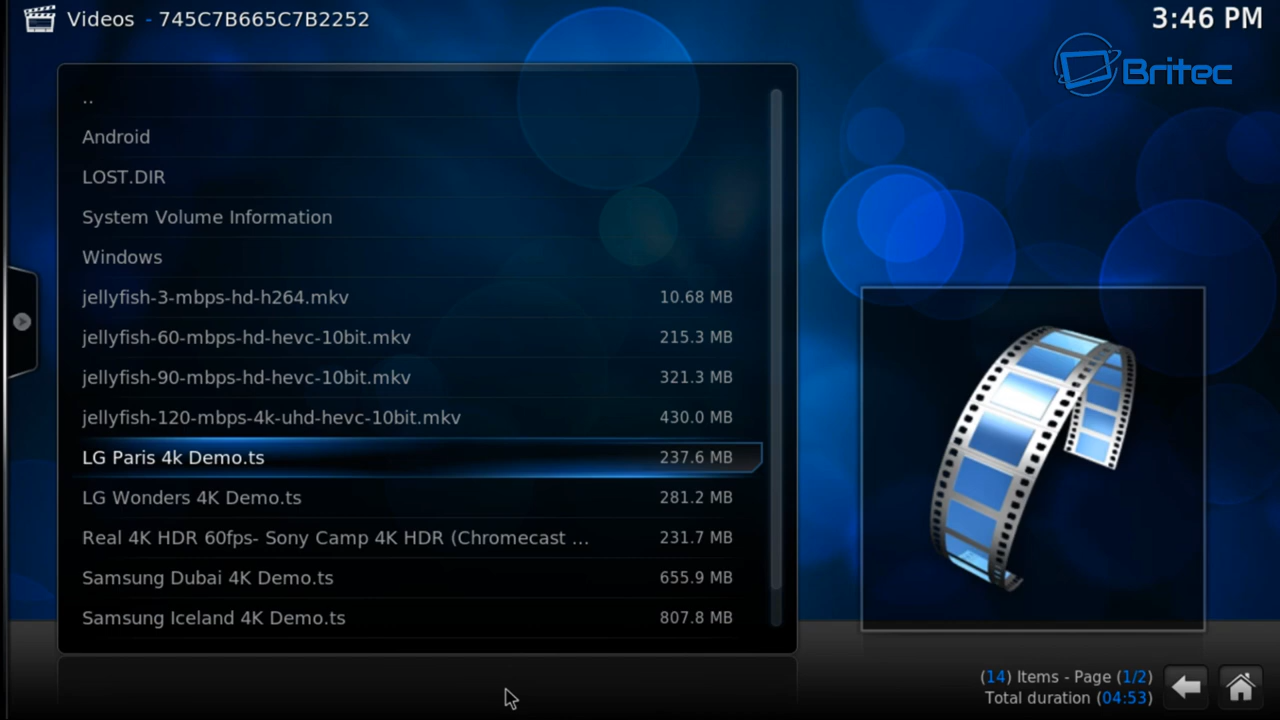 Videos - 745C7B665C7B2252
3:46 PM
Britec
..
Android
LOST.DIR
System Volume Information
Windows
jellyfish-3-mbps-hd-h264.mkv 10.68 MB
jellyfish-60-mbps-hd-hevc-10bit.mkv 215.3 MB
jellyfish-90-mbps-hd-hevc-10bit.mkv 321.3 MB
jellyfish-120-mbps-4k-uhd-hevc-10bit.mkv 430.0 MB
LG Paris 4k Demo.ts 237.6 MB
LG Wonders 4K Demo.ts 281.2 MB
Real 4K HDR 60fps- Sony Camp 4K HDR (Chromecast ... 231.7 MB
Samsung Dubai 4K Demo.ts 655.9 MB
Samsung Iceland 4K Demo.ts 807.8 MB
(14) Items - Page (1/2)
Total duration (04:53)